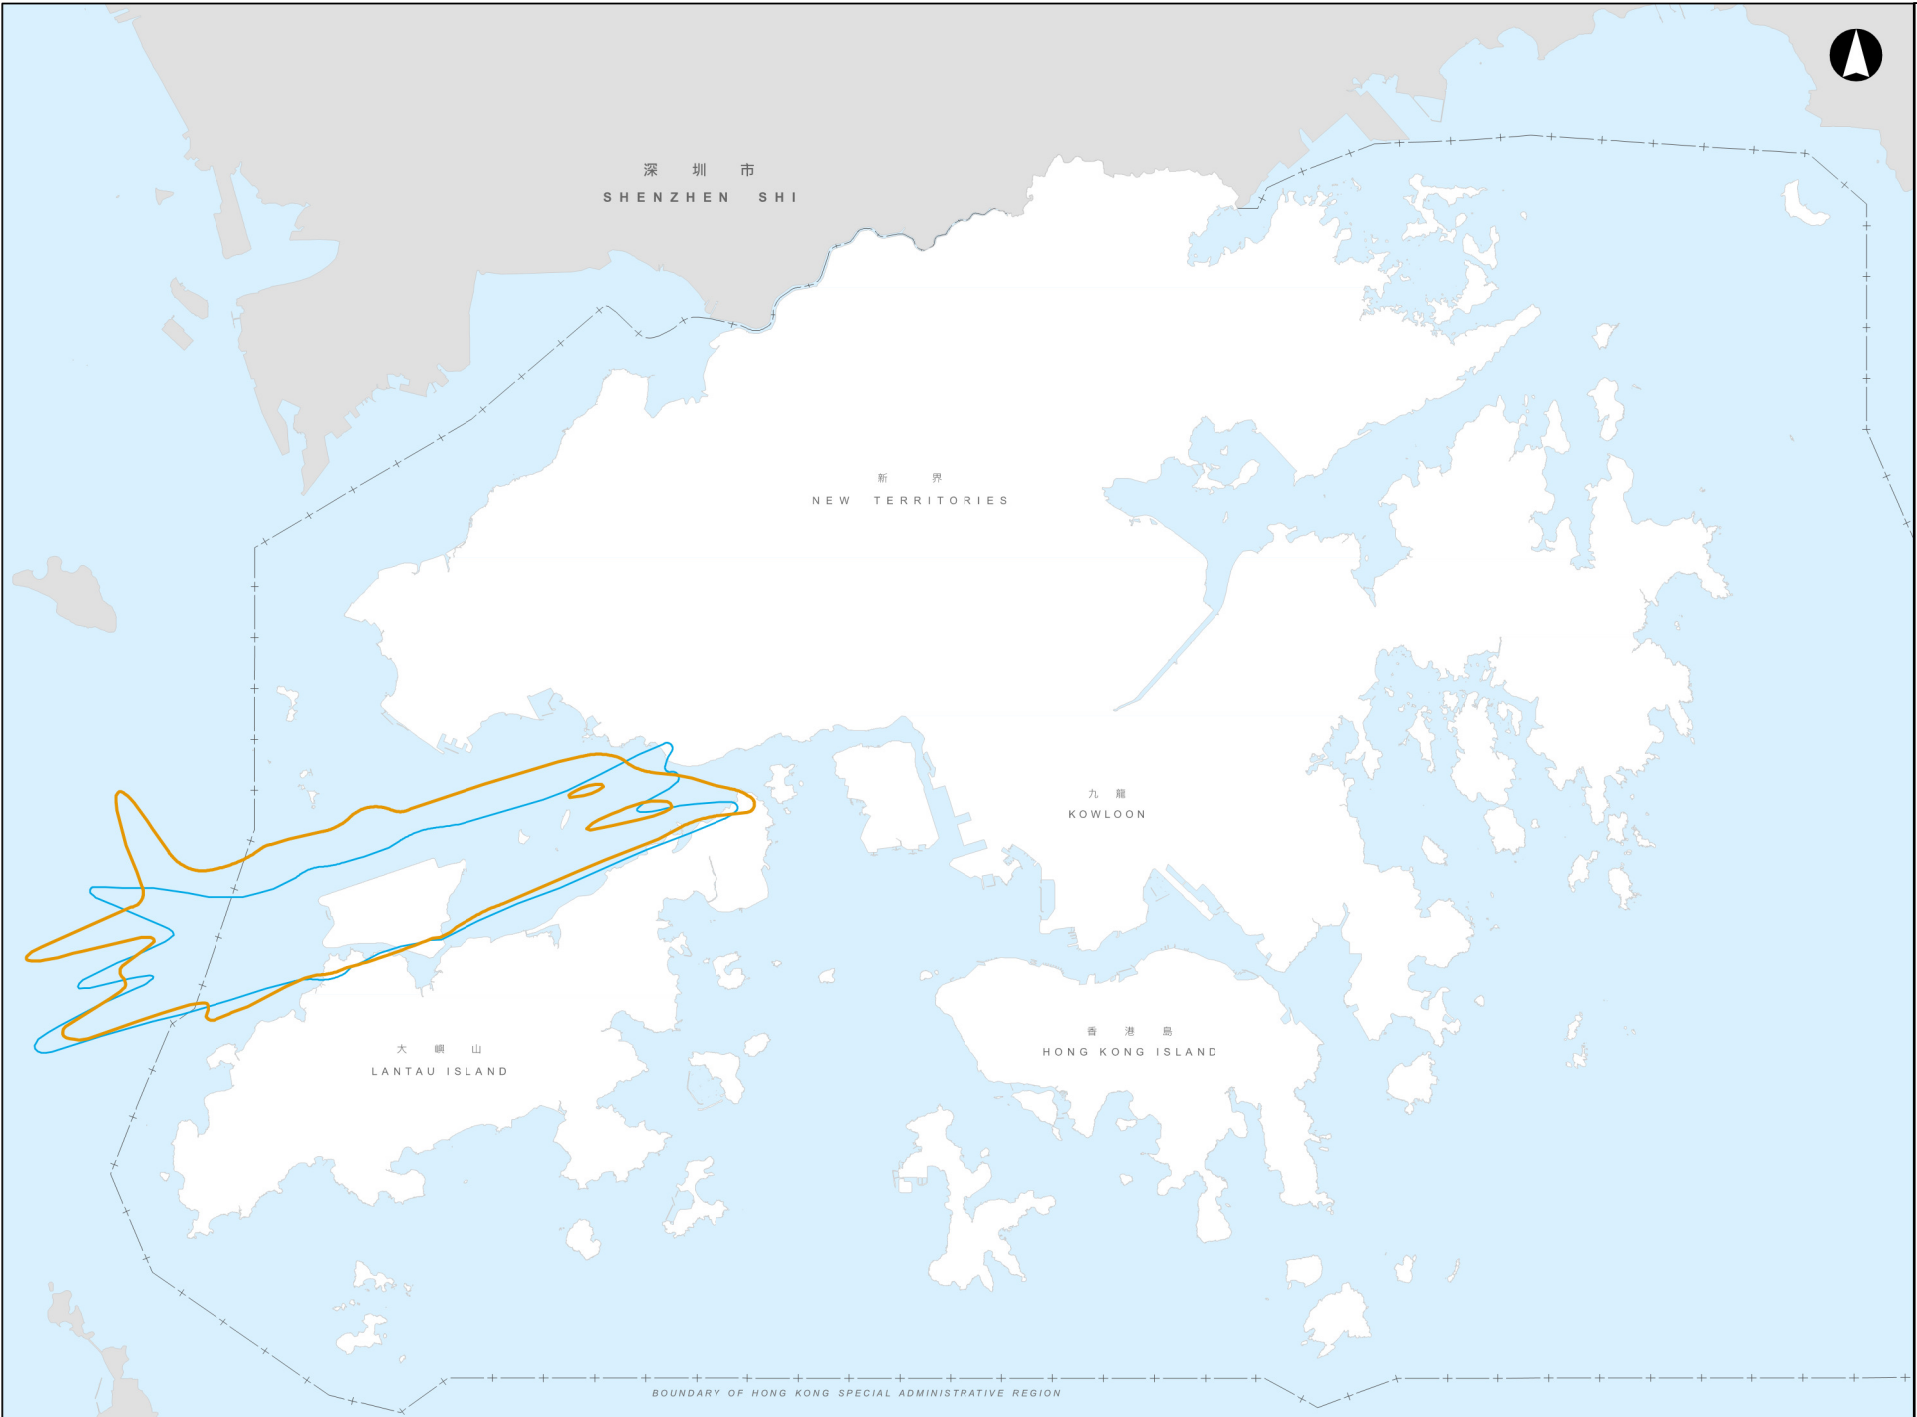 深 圳 市
SHENZHEN SHI
新 界
NEW TERRITORIES
九 龍
KOWLOON
香 港 島
HONG KONG ISLAND
大 嶼 山
LANTAU ISLAND
BOUNDARY OF HONG KONG SPECIAL ADMINISTRATIVE REGION